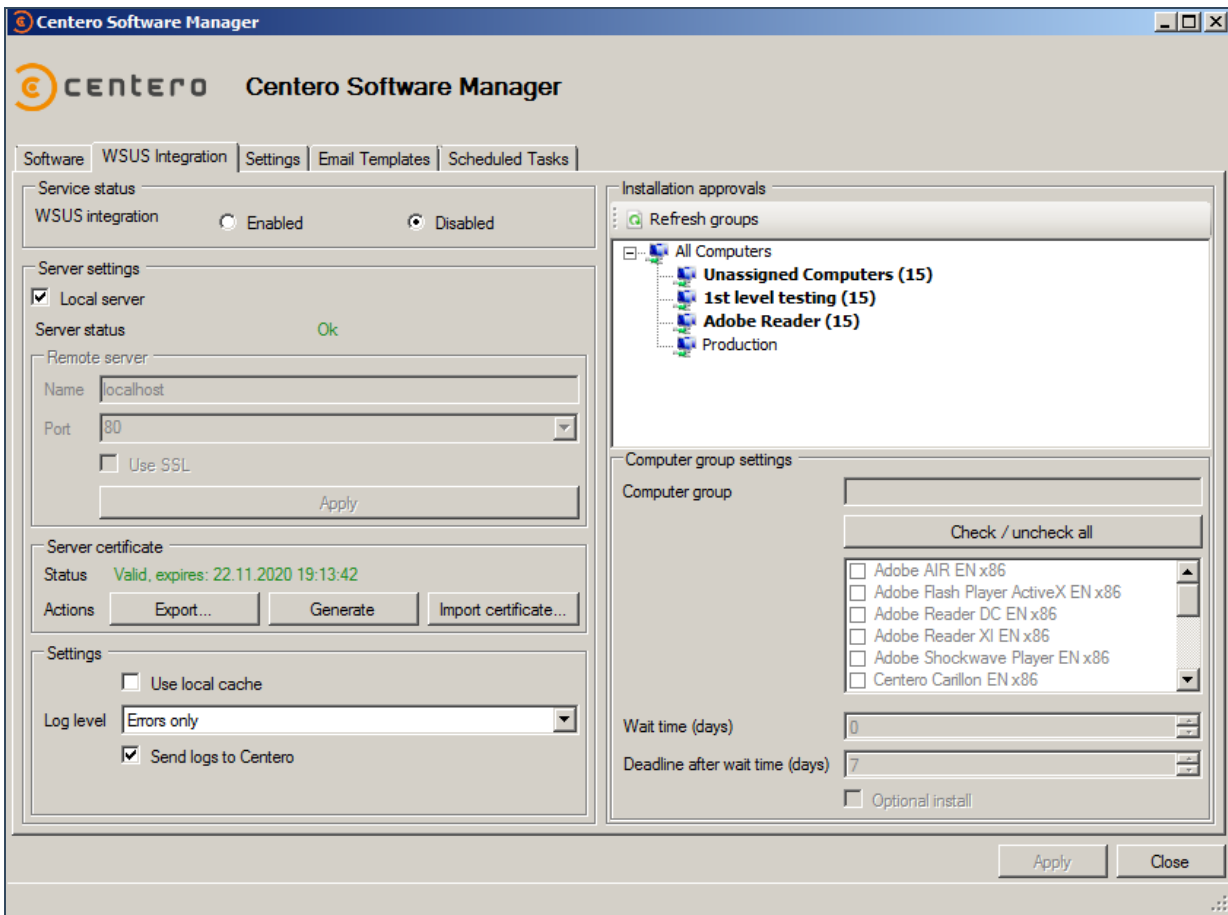 Centero Software Manager
centero Centero Software Manager
Software WSUS Integration Settings Email Templates Scheduled Tasks
Service status
WSUS integration Enabled Disabled
Server settings
Local server
Server status Ok
Remote server
Name localhost
Port 80
Use SSL
Apply
Server certificate
Status Valid, expires: 22.11.2020 19:13:42
Actions Export... Generate Import certificate...
Settings
Use local cache
Log level Errors only
Send logs to Centero
Installation approvals
Refresh groups
All Computers
Unassigned Computers (15)
1st level testing (15)
Adobe Reader (15)
Production
Computer group settings
Computer group
Check / uncheck all
Adobe AIR EN x86
Adobe Flash Player ActiveX EN x86
Adobe Reader DC EN x86
Adobe Reader XI EN x86
Adobe Shockwave Player EN x86
Centero Carillon EN x86
Wait time (days) 0
Deadline after wait time (days) 7
Optional install
Apply Close